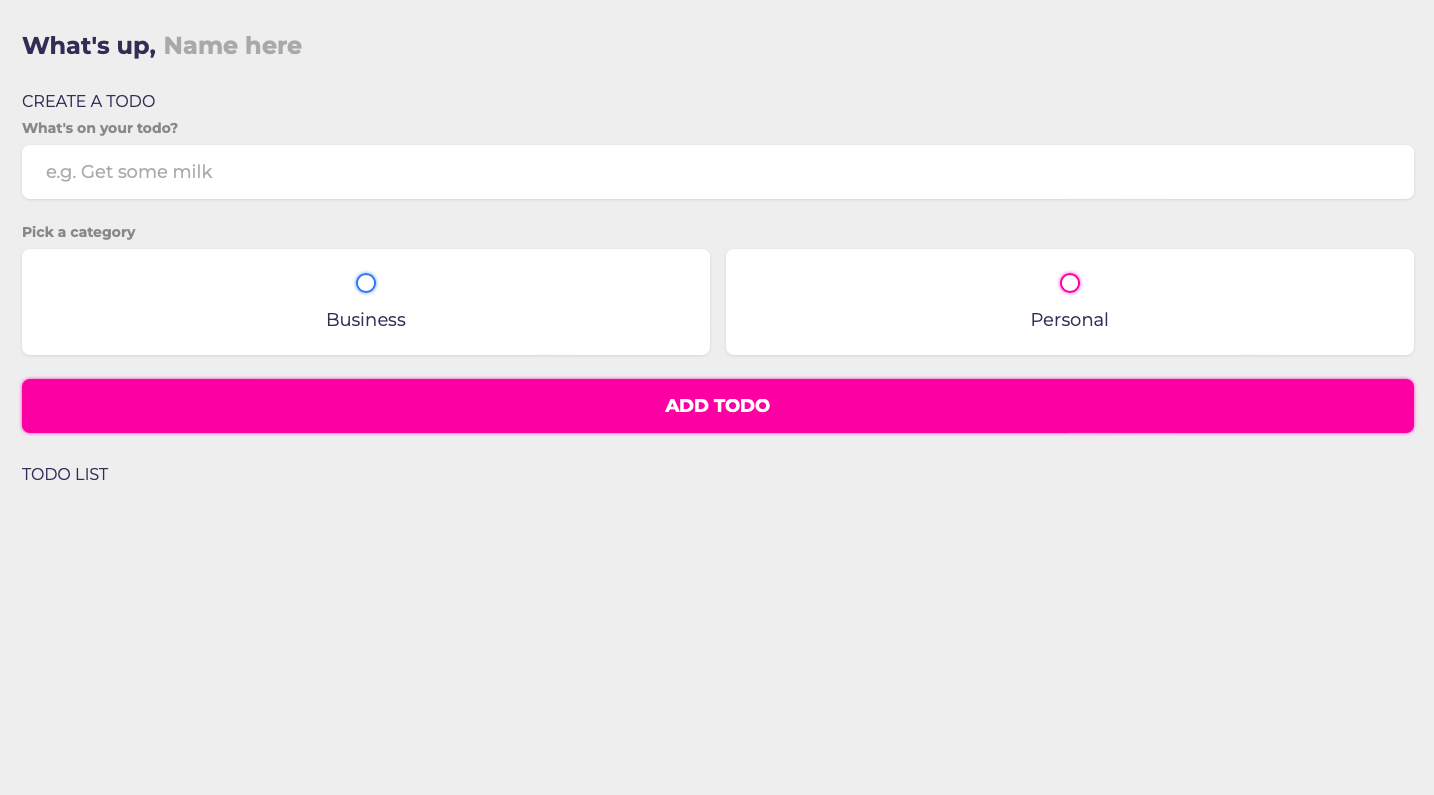 What's up, Name here
CREATE A TODO
What's on your todo?
e.g. Get some milk
Pick a category
Business
Personal
ADD TODO
TODO LIST